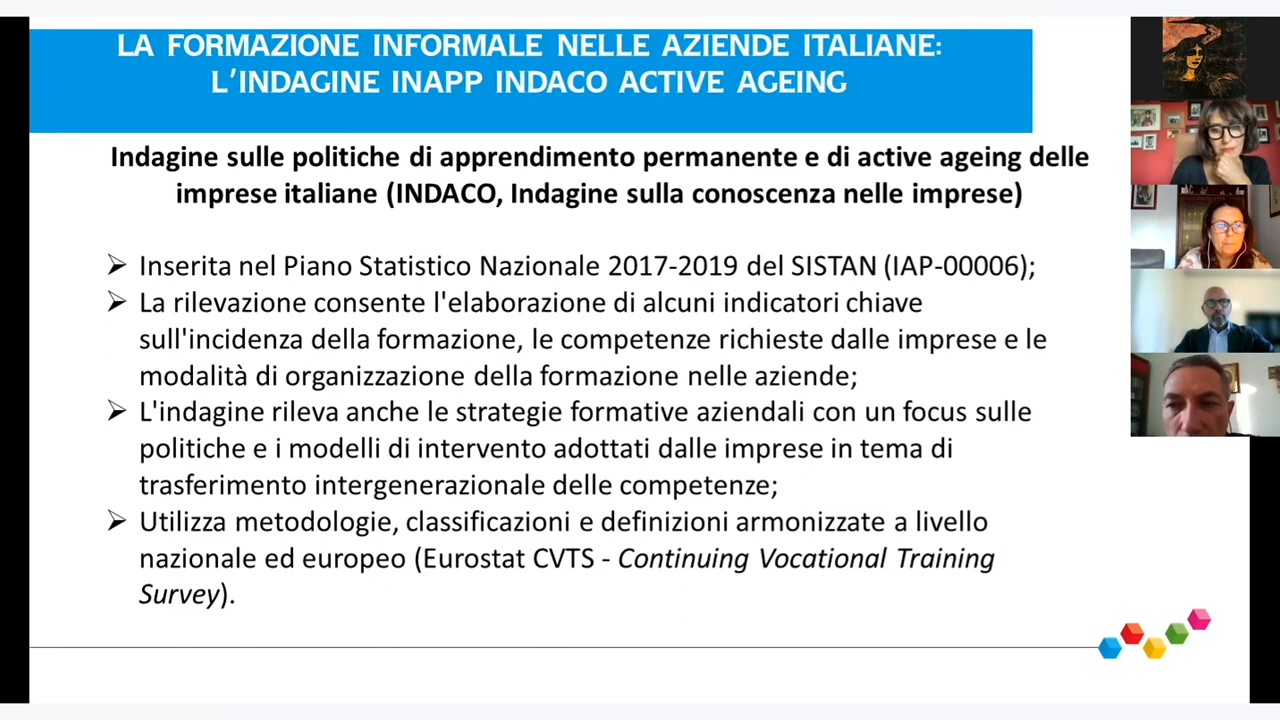 LA FORMAZIONE INFORMALE NELLE AZIENDE ITALIANE:
L'INDAGINE INAPP INDACO ACTIVE AGEING
Indagine sulle politiche di apprendimento permanente e di active ageing delle
imprese italiane (INDACO, Indagine sulla conoscenza nelle imprese)
➢ Inserita nel Piano Statistico Nazionale 2017-2019 del SISTAN (IAP-00006);
➢ La rilevazione consente l'elaborazione di alcuni indicatori chiave
sull'incidenza della formazione, le competenze richieste dalle imprese e le
modalità di organizzazione della formazione nelle aziende;
➢ L'indagine rileva anche le strategie formative aziendali con un focus sulle
politiche e i modelli di intervento adottati dalle imprese in tema di
trasferimento intergenerazionale delle competenze;
➢ Utilizza metodologie, classificazioni e definizioni armonizzate a livello
nazionale ed europeo (Eurostat CVTS - Continuing Vocational Training
Survey).